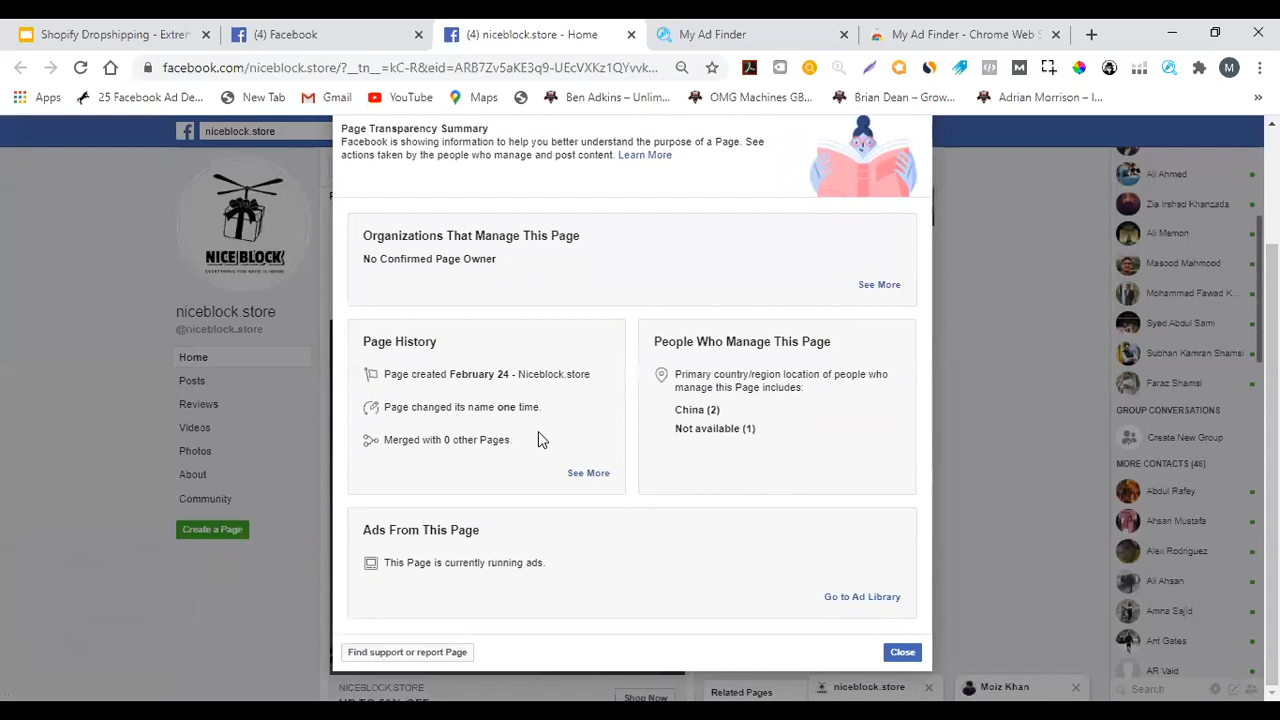 Shopify Dropshipping - Extrem
(4) Facebook
(4) niceblock.store - Home
My Ad Finder
My Ad Finder - Chrome Web S
facebook.com/niceblock.store/?__tn__=kC-R&eid=ARB7Zv5aKE3q9-UEcVXKz1QYvvk...
M
Apps
25 Facebook Ad De...
New Tab
Gmail
YouTube
Maps
Ben Adkins – Unlim...
OMG Machines GB...
Brian Dean – Grow...
Adrian Morrison – I...
niceblock.store
NICE BLOCK
EVERYTHING YOU NEED IS HERE
niceblock.store
@niceblock.store
Home
Posts
Reviews
Videos
Photos
About
Community
Create a Page
Page Transparency Summary
Facebook is showing information to help you better understand the purpose of a Page. See
actions taken by the people who manage and post content. Learn More
Organizations That Manage This Page
No Confirmed Page Owner
See More
Page History
Page created February 24 - Niceblock.store
Page changed its name one time.
Merged with 0 other Pages.
See More
People Who Manage This Page
Primary country/region location of people who
manage this Page includes:
China (2)
Not available (1)
Ads From This Page
This Page is currently running ads.
Go to Ad Library
Find support or report Page
Close
NICEBLOCK.STORE
Shop Now
Related Pages
niceblock.store
Moiz Khan
Ali Ahmed
Zia Irshad Khanzada
Ali Memon
Masood Mahmood
Mohammad Fawad K...
Syed Abdul Sami
Subhan Kamran Shamsi
Faraz Shamsi
GROUP CONVERSATIONS
Create New Group
MORE CONTACTS (46)
Abdul Rafey
Ahsan Mustafa
Alex Rodriguez
Ali Ahsan
Amna Sajid
Ant Gates
AR Vaid
Search